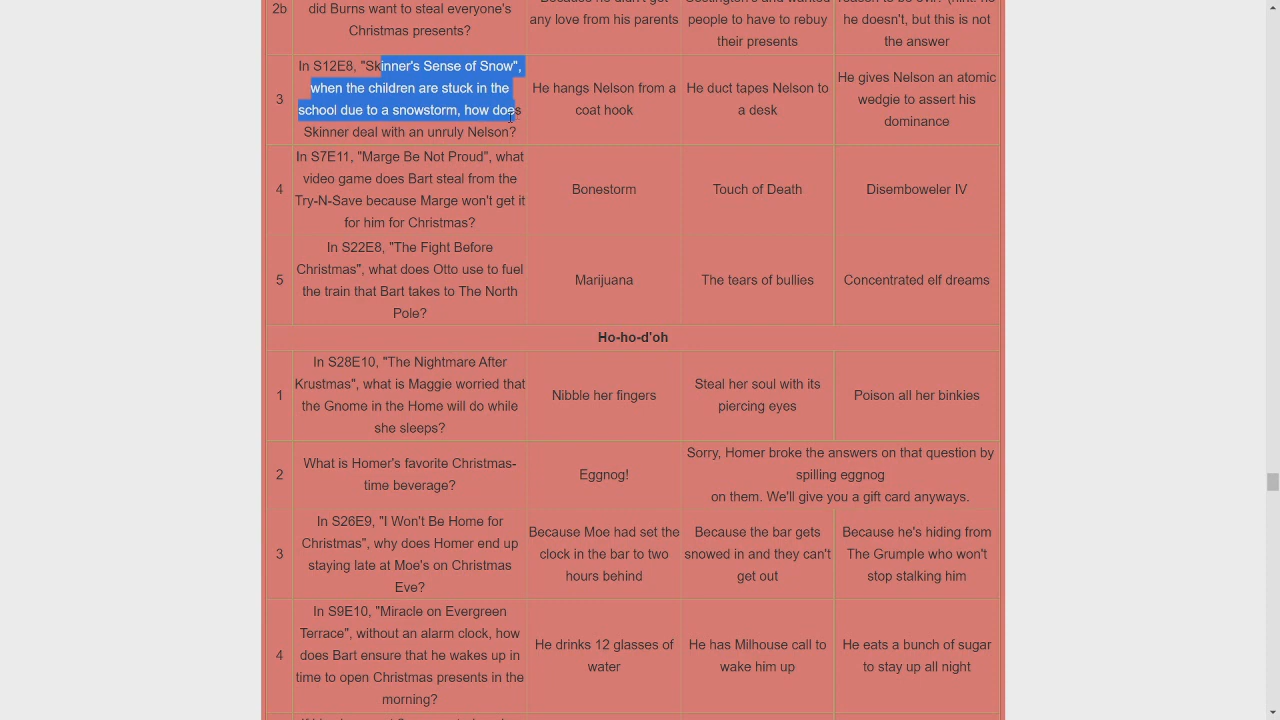 2b
did Burns want to steal everyone's
Christmas presents?
any love from his parents
people to have to rebuy
their presents
he doesn't, but this is not
the answer
3
In S12E8, "Skinner's Sense of Snow",
when the children are stuck in the
school due to a snowstorm, how does
Skinner deal with an unruly Nelson?
He hangs Nelson from a
coat hook
He duct tapes Nelson to
a desk
He gives Nelson an atomic
wedgie to assert his
dominance
4
In S7E11, "Marge Be Not Proud", what
video game does Bart steal from the
Try-N-Save because Marge won't get it
for him for Christmas?
Bonestorm
Touch of Death
Disemboweler IV
5
In S22E8, "The Fight Before
Christmas", what does Otto use to fuel
the train that Bart takes to The North
Pole?
Marijuana
The tears of bullies
Concentrated elf dreams
Ho-ho-d'oh
1
In S28E10, "The Nightmare After
Krustmas", what is Maggie worried that
the Gnome in the Home will do while
she sleeps?
Nibble her fingers
Steal her soul with its
piercing eyes
Poison all her binkies
2
What is Homer's favorite Christmas-
time beverage?
Eggnog!
Sorry, Homer broke the answers on that question by
spilling eggnog
on them. We'll give you a gift card anyways.
3
In S26E9, "I Won't Be Home for
Christmas", why does Homer end up
staying late at Moe's on Christmas
Eve?
Because Moe had set the
clock in the bar to two
hours behind
Because the bar gets
snowed in and they can't
get out
Because he's hiding from
The Grumple who won't
stop stalking him
4
In S9E10, "Miracle on Evergreen
Terrace", without an alarm clock, how
does Bart ensure that he wakes up in
time to open Christmas presents in the
morning?
He drinks 12 glasses of
water
He has Milhouse call to
wake him up
He eats a bunch of sugar
to stay up all night